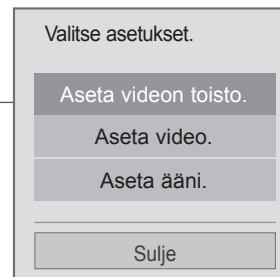 Valitse asetukset.
Aseta videon toisto.
Aseta video.
Aseta ääni.
Sulje